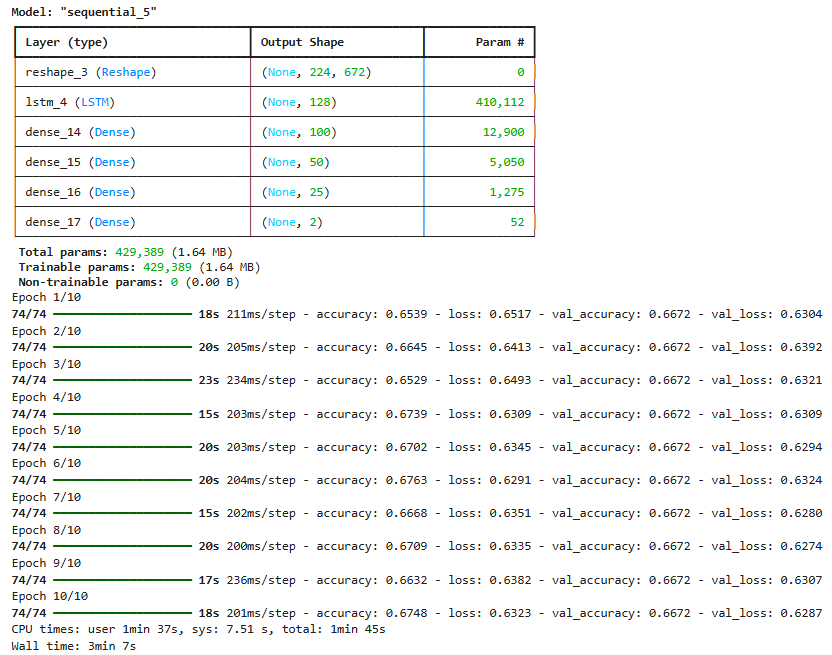 Model: "sequential_5"
Layer (type) Output Shape Param #
reshape_3 (Reshape) (None, 224, 672) 0
lstm_4 (LSTM) (None, 128) 410,112
dense_14 (Dense) (None, 100) 12,900
dense_15 (Dense) (None, 50) 5,050
dense_16 (Dense) (None, 25) 1,275
dense_17 (Dense) (None, 2) 52
Total params: 429,389 (1.64 MB)
Trainable params: 429,389 (1.64 MB)
Non-trainable params: 0 (0.00 B)
Epoch 1/10
74/74 18s 211ms/step - accuracy: 0.6539 - loss: 0.6517 - val_accuracy: 0.6672 - val_loss: 0.6304
Epoch 2/10
74/74 20s 205ms/step - accuracy: 0.6645 - loss: 0.6413 - val_accuracy: 0.6672 - val_loss: 0.6392
Epoch 3/10
74/74 23s 234ms/step - accuracy: 0.6529 - loss: 0.6493 - val_accuracy: 0.6672 - val_loss: 0.6321
Epoch 4/10
74/74 15s 203ms/step - accuracy: 0.6739 - loss: 0.6309 - val_accuracy: 0.6672 - val_loss: 0.6309
Epoch 5/10
74/74 20s 203ms/step - accuracy: 0.6702 - loss: 0.6345 - val_accuracy: 0.6672 - val_loss: 0.6294
Epoch 6/10
74/74 20s 204ms/step - accuracy: 0.6763 - loss: 0.6291 - val_accuracy: 0.6672 - val_loss: 0.6324
Epoch 7/10
74/74 15s 202ms/step - accuracy: 0.6668 - loss: 0.6351 - val_accuracy: 0.6672 - val_loss: 0.6280
Epoch 8/10
74/74 20s 200ms/step - accuracy: 0.6709 - loss: 0.6335 - val_accuracy: 0.6672 - val_loss: 0.6274
Epoch 9/10
74/74 17s 236ms/step - accuracy: 0.6632 - loss: 0.6382 - val_accuracy: 0.6672 - val_loss: 0.6307
Epoch 10/10
74/74 18s 201ms/step - accuracy: 0.6748 - loss: 0.6323 - val_accuracy: 0.6672 - val_loss: 0.6287
CPU times: user 1min 37s, sys: 7.51 s, total: 1min 45s
Wall time: 3min 7s